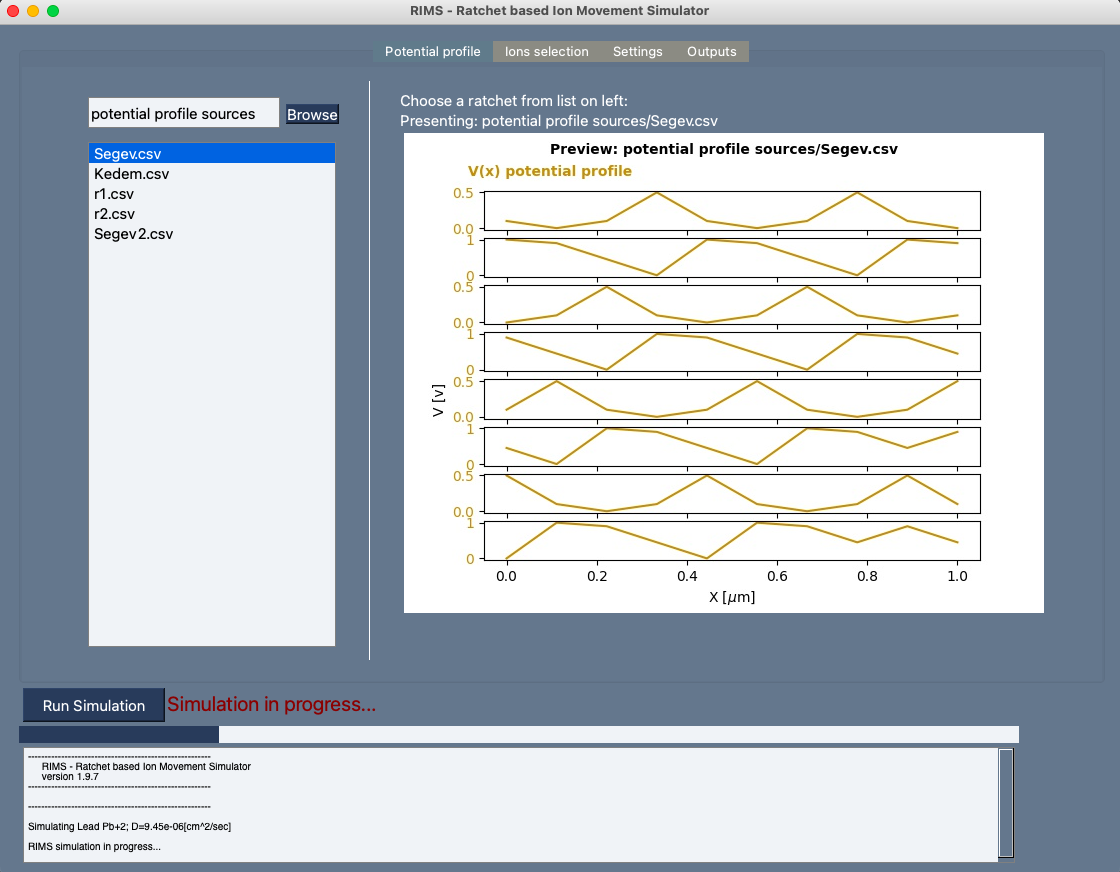 RIMS - Ratchet based Ion Movement Simulator
Potential profile Ions selection Settings Outputs
potential profile sources Browse
Segev.csv
Kedem.csv
r1.csv
r2.csv
Segev2.csv
Choose a ratchet from list on left:
Presenting: potential profile sources/Segev.csv
Preview: potential profile sources/Segev.csv
V(x) potential profile
0.5
0.0
1
0
0.5
0.0
1
0
V [v]
0.5
0.0
1
0
0.5
0.0
1
0
0.0 0.2 0.4 0.6 0.8 1.0
X [μm]
Run Simulation Simulation in progress...
-------------------------------------------------------
RIMS - Ratchet based Ion Movement Simulator
version 1.9.7
-------------------------------------------------------
-------------------------------------------------------
Simulating Lead Pb+2; D=9.45e-06[cm^2/sec]
RIMS simulation in progress...